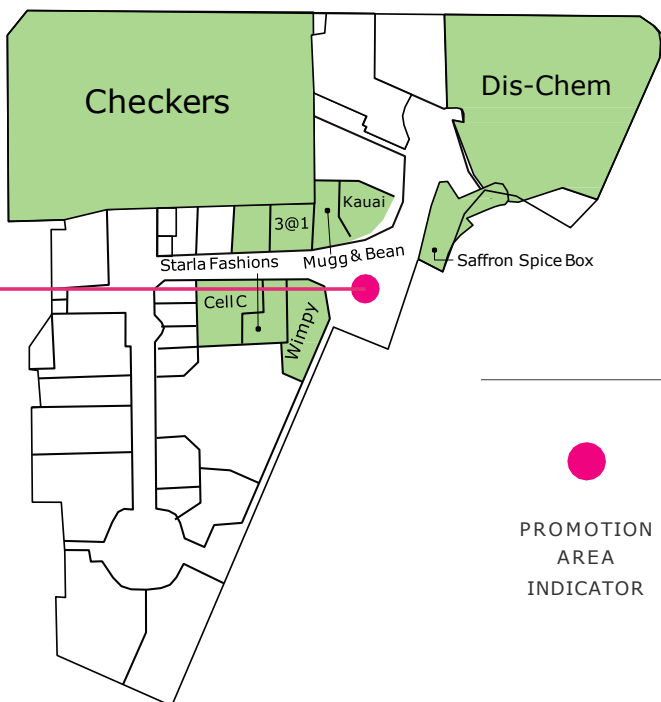 Checkers
Dis-Chem
Kauai
3@1
Starla Fashions
Mugg & Bean
Saffron Spice Box
Cell C
Wimpy
PROMOTION
AREA
INDICATOR